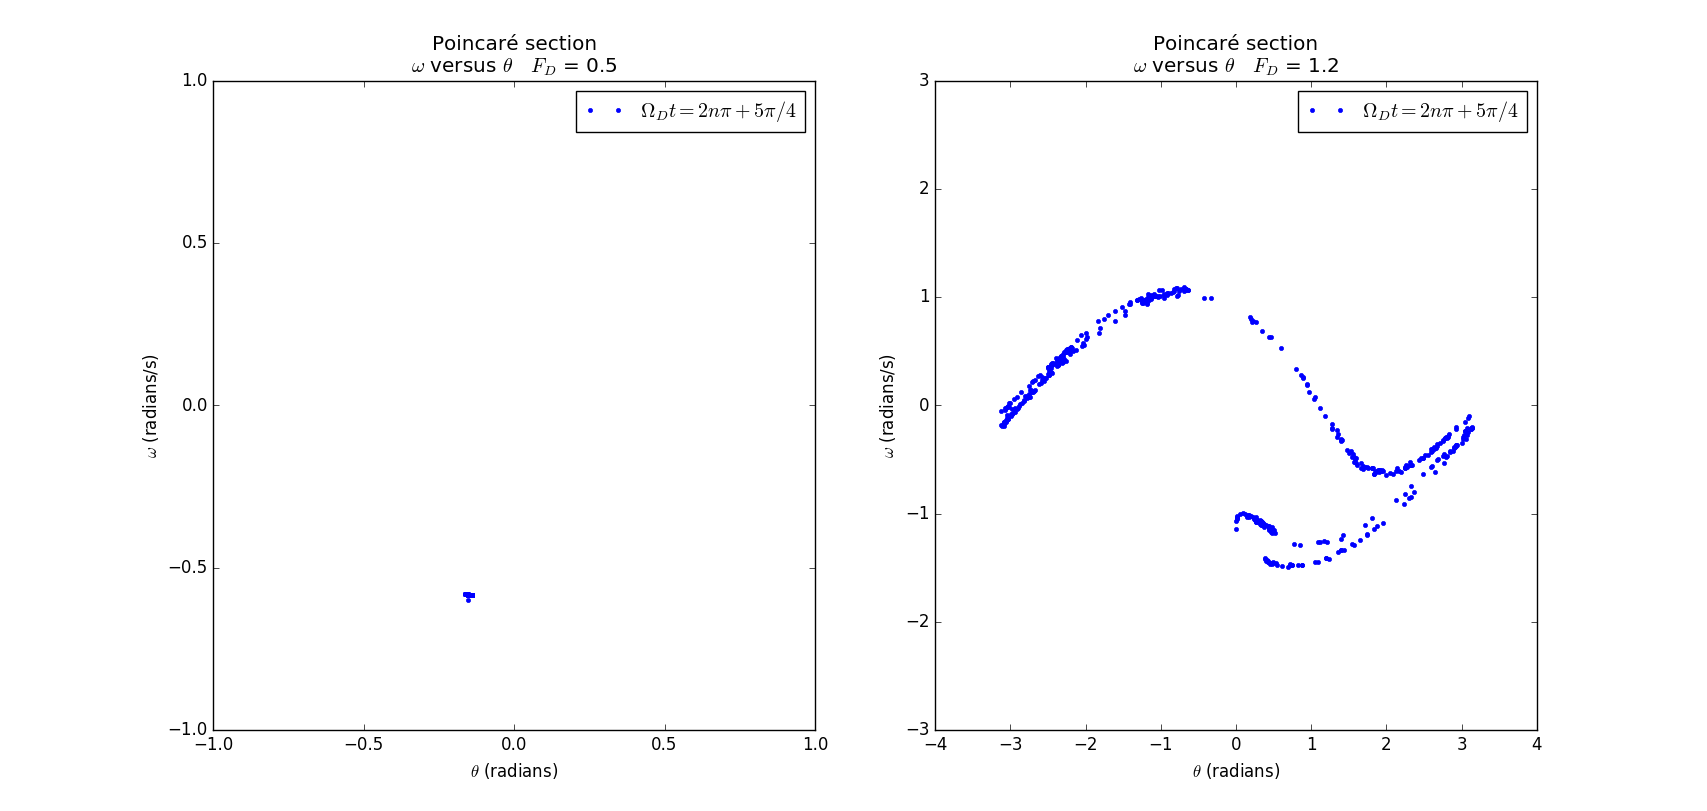 Poincaré section
ω versus θ F_D = 0.5
1.0
0.5
0.0
−0.5
−1.0
−1.0 −0.5 0.0 0.5 1.0
ω (radians/s)
θ (radians)
Ω_D t = 2nπ + 5π/4
Poincaré section
ω versus θ F_D = 1.2
3
2
1
0
−1
−2
−3
−4 −3 −2 −1 0 1 2 3 4
ω (radians/s)
θ (radians)
Ω_D t = 2nπ + 5π/4